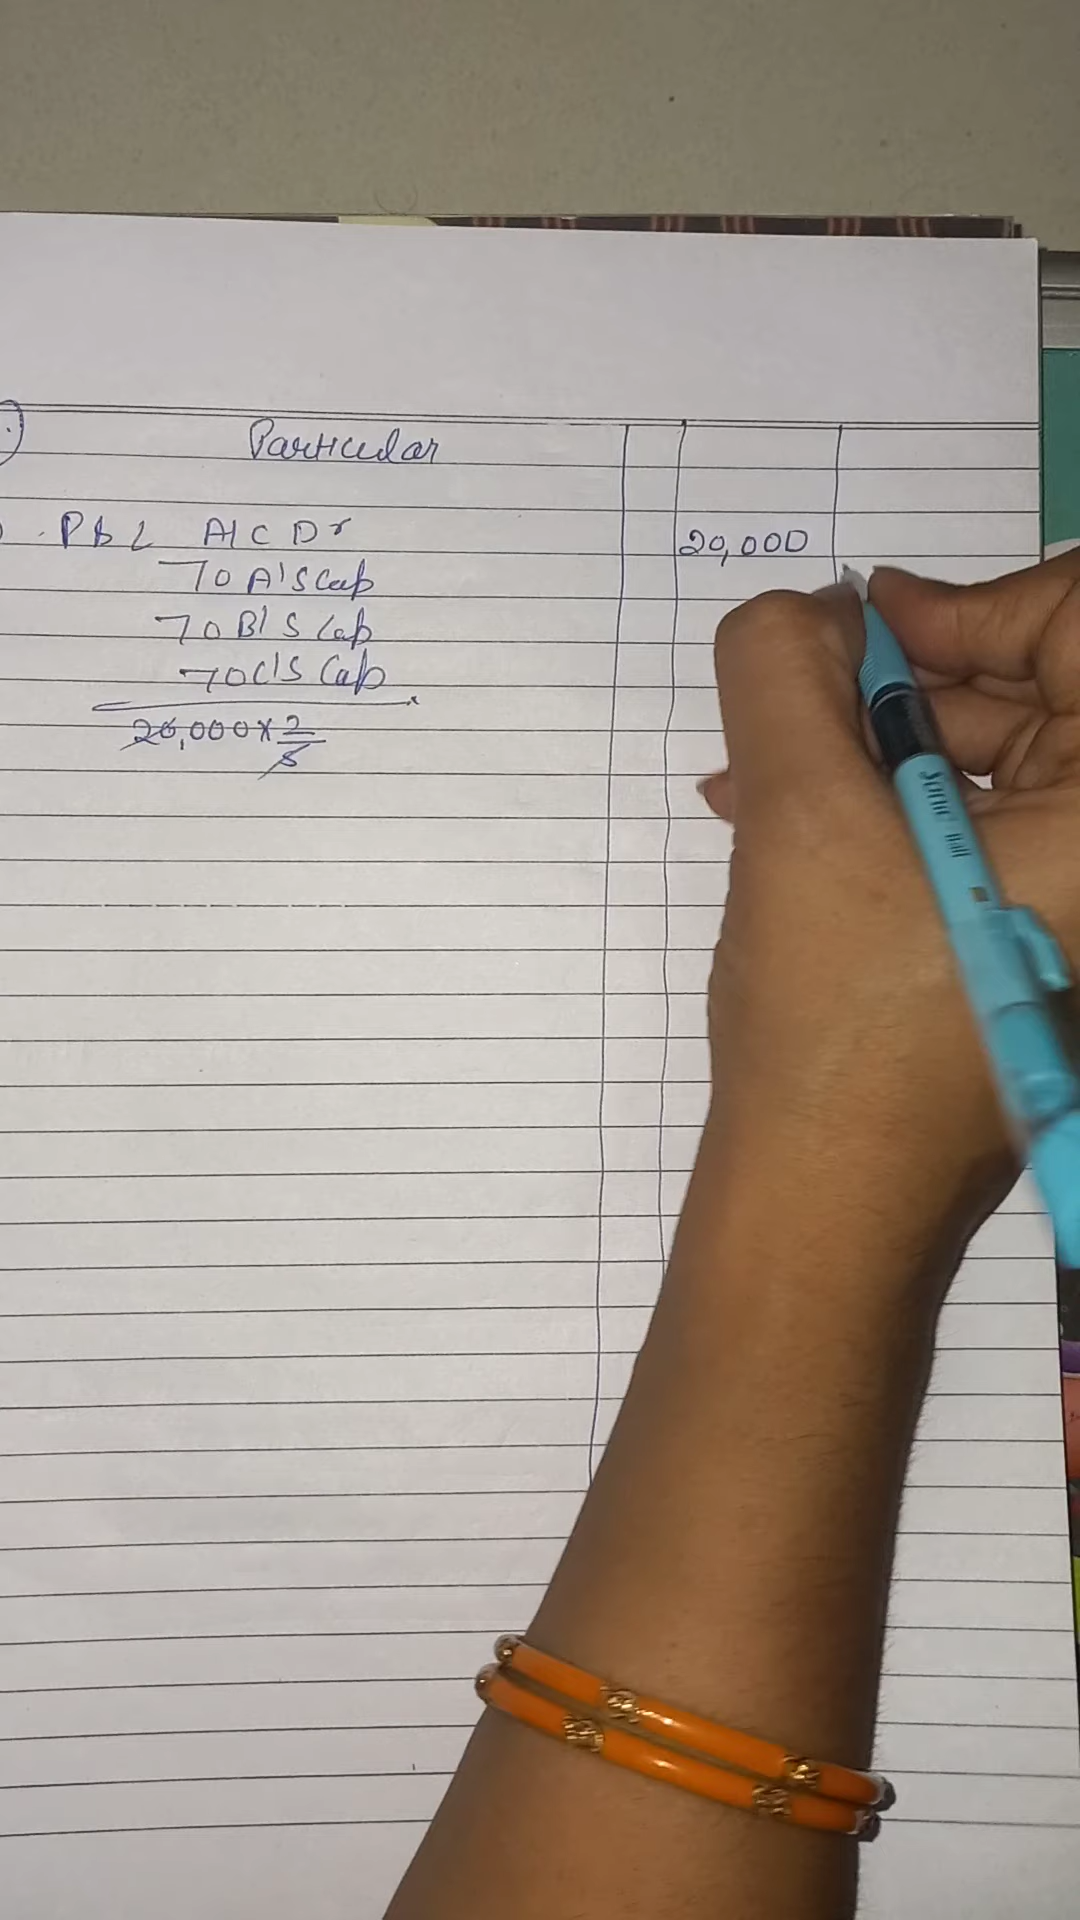 Particular
P & L A/C Dr 20,000
To A's Cap
To B's Cap
To C's Cap
20,000 x 2/5